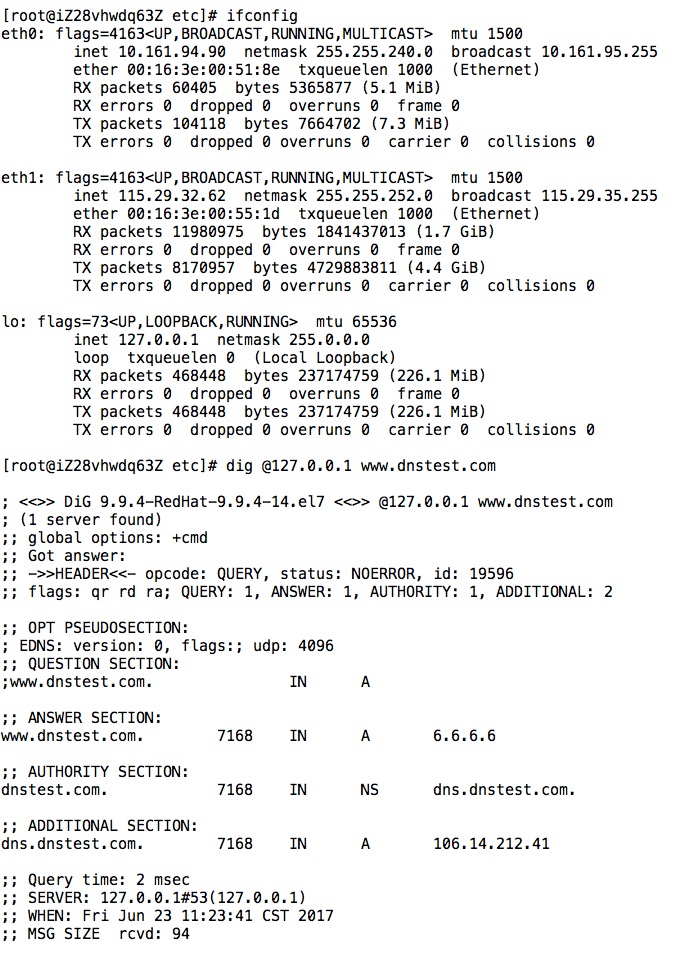 [root@iZ28vhwdq63Z etc]# ifconfig
eth0: flags=4163<UP,BROADCAST,RUNNING,MULTICAST>  mtu 1500
        inet 10.161.94.90  netmask 255.255.240.0  broadcast 10.161.95.255
        ether 00:16:3e:00:51:8e  txqueuelen 1000  (Ethernet)
        RX packets 60405  bytes 5365877 (5.1 MiB)
        RX errors 0  dropped 0  overruns 0  frame 0
        TX packets 104118  bytes 7664702 (7.3 MiB)
        TX errors 0  dropped 0 overruns 0  carrier 0  collisions 0

eth1: flags=4163<UP,BROADCAST,RUNNING,MULTICAST>  mtu 1500
        inet 115.29.32.62  netmask 255.255.252.0  broadcast 115.29.35.255
        ether 00:16:3e:00:55:1d  txqueuelen 1000  (Ethernet)
        RX packets 11980975  bytes 1841437013 (1.7 GiB)
        RX errors 0  dropped 0  overruns 0  frame 0
        TX packets 8170957  bytes 4729883811 (4.4 GiB)
        TX errors 0  dropped 0 overruns 0  carrier 0  collisions 0

lo: flags=73<UP,LOOPBACK,RUNNING>  mtu 65536
        inet 127.0.0.1  netmask 255.0.0.0
        loop  txqueuelen 0  (Local Loopback)
        RX packets 468448  bytes 237174759 (226.1 MiB)
        RX errors 0  dropped 0  overruns 0  frame 0
        TX packets 468448  bytes 237174759 (226.1 MiB)
        TX errors 0  dropped 0 overruns 0  carrier 0  collisions 0

[root@iZ28vhwdq63Z etc]# dig @127.0.0.1 www.dnstest.com

; <<>> DiG 9.9.4-RedHat-9.9.4-14.el7 <<>> @127.0.0.1 www.dnstest.com
; (1 server found)
;; global options: +cmd
;; Got answer:
;; ->>HEADER<<- opcode: QUERY, status: NOERROR, id: 19596
;; flags: qr rd ra; QUERY: 1, ANSWER: 1, AUTHORITY: 1, ADDITIONAL: 2

;; OPT PSEUDOSECTION:
; EDNS: version: 0, flags:; udp: 4096
;; QUESTION SECTION:
;www.dnstest.com.               IN      A

;; ANSWER SECTION:
www.dnstest.com.        7168    IN      A       6.6.6.6

;; AUTHORITY SECTION:
dnstest.com.            7168    IN      NS      dns.dnstest.com.

;; ADDITIONAL SECTION:
dns.dnstest.com.        7168    IN      A       106.14.212.41

;; Query time: 2 msec
;; SERVER: 127.0.0.1#53(127.0.0.1)
;; WHEN: Fri Jun 23 11:23:41 CST 2017
;; MSG SIZE  rcvd: 94